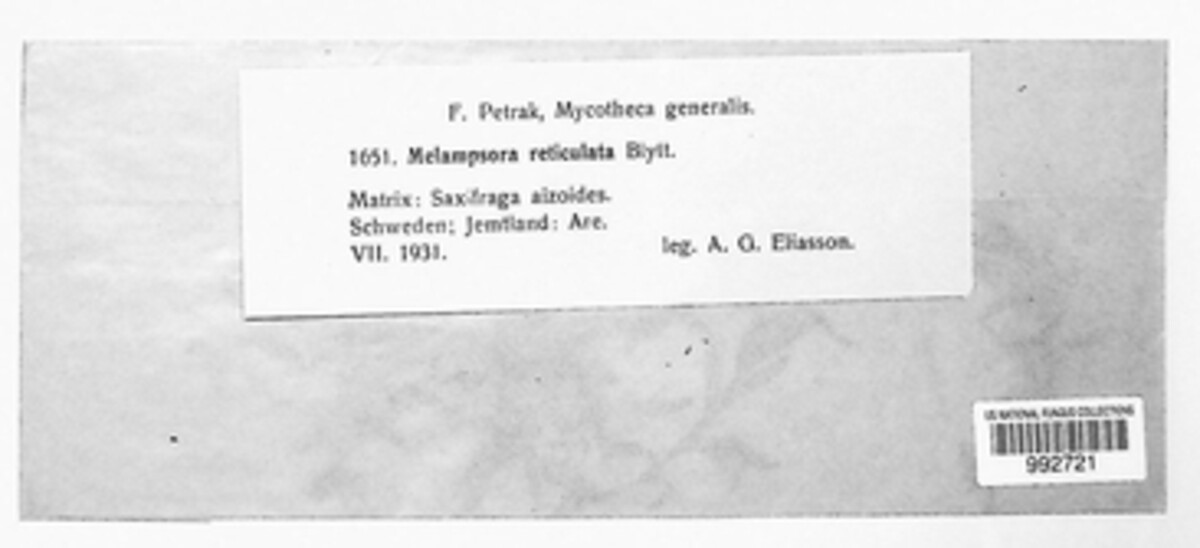 F. Petrak, Mycotheca generalis.
1651. Melampsora reticulata Blytt.
Matrix: Saxifraga aizoides.
Schweden; Jemtland: Are.
VII. 1931.
leg. A. G. Eliasson.
US NATIONAL FUNGUS COLLECTIONS
992721